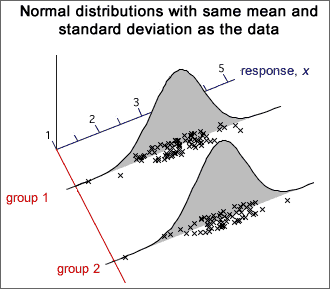 Normal distributions with same mean and
standard deviation as the data
5
response, x
3
2
1
group 1
group 2